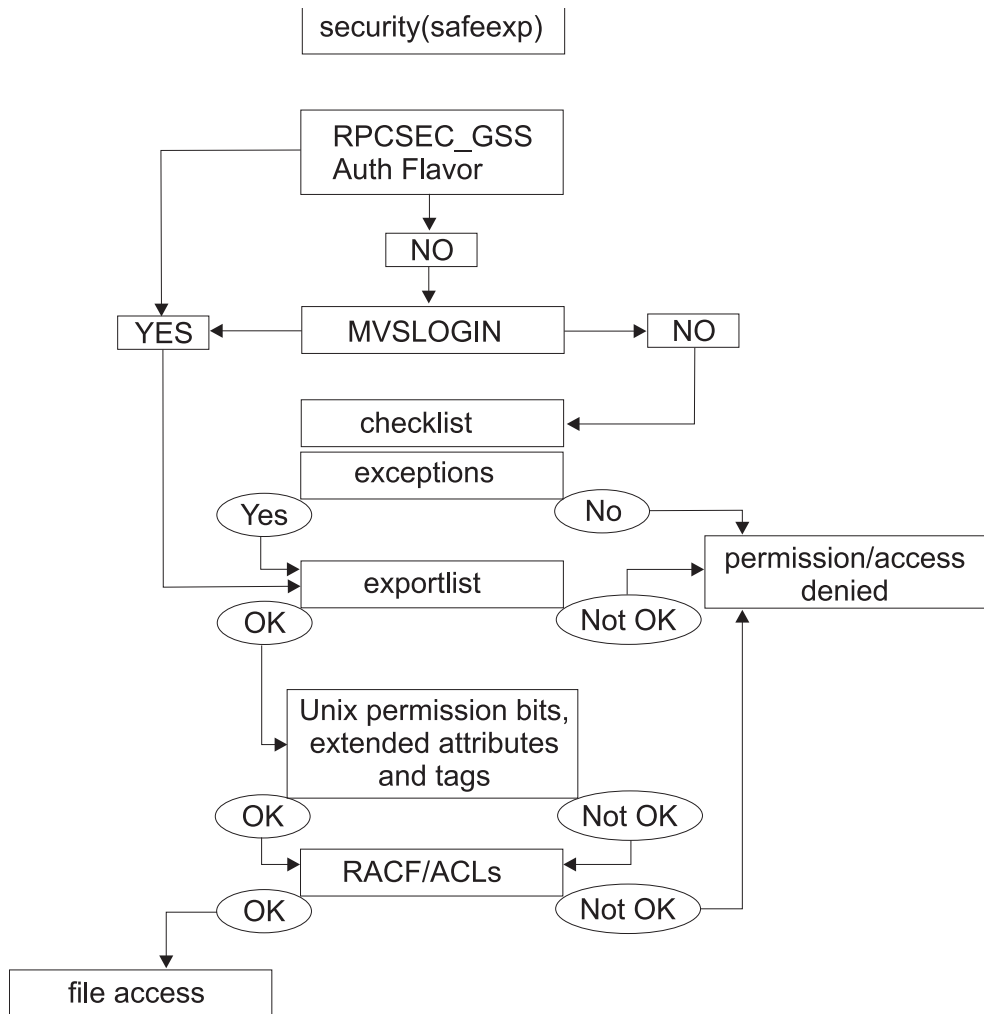 security(safeexp)
RPCSEC_GSS
Auth Flavor
NO
YES
MVSLOGIN
NO
checklist
exceptions
Yes
No
permission/access
denied
exportlist
OK
Not OK
Unix permission bits,
extended attributes
and tags
OK
Not OK
RACF/ACLs
OK
Not OK
file access